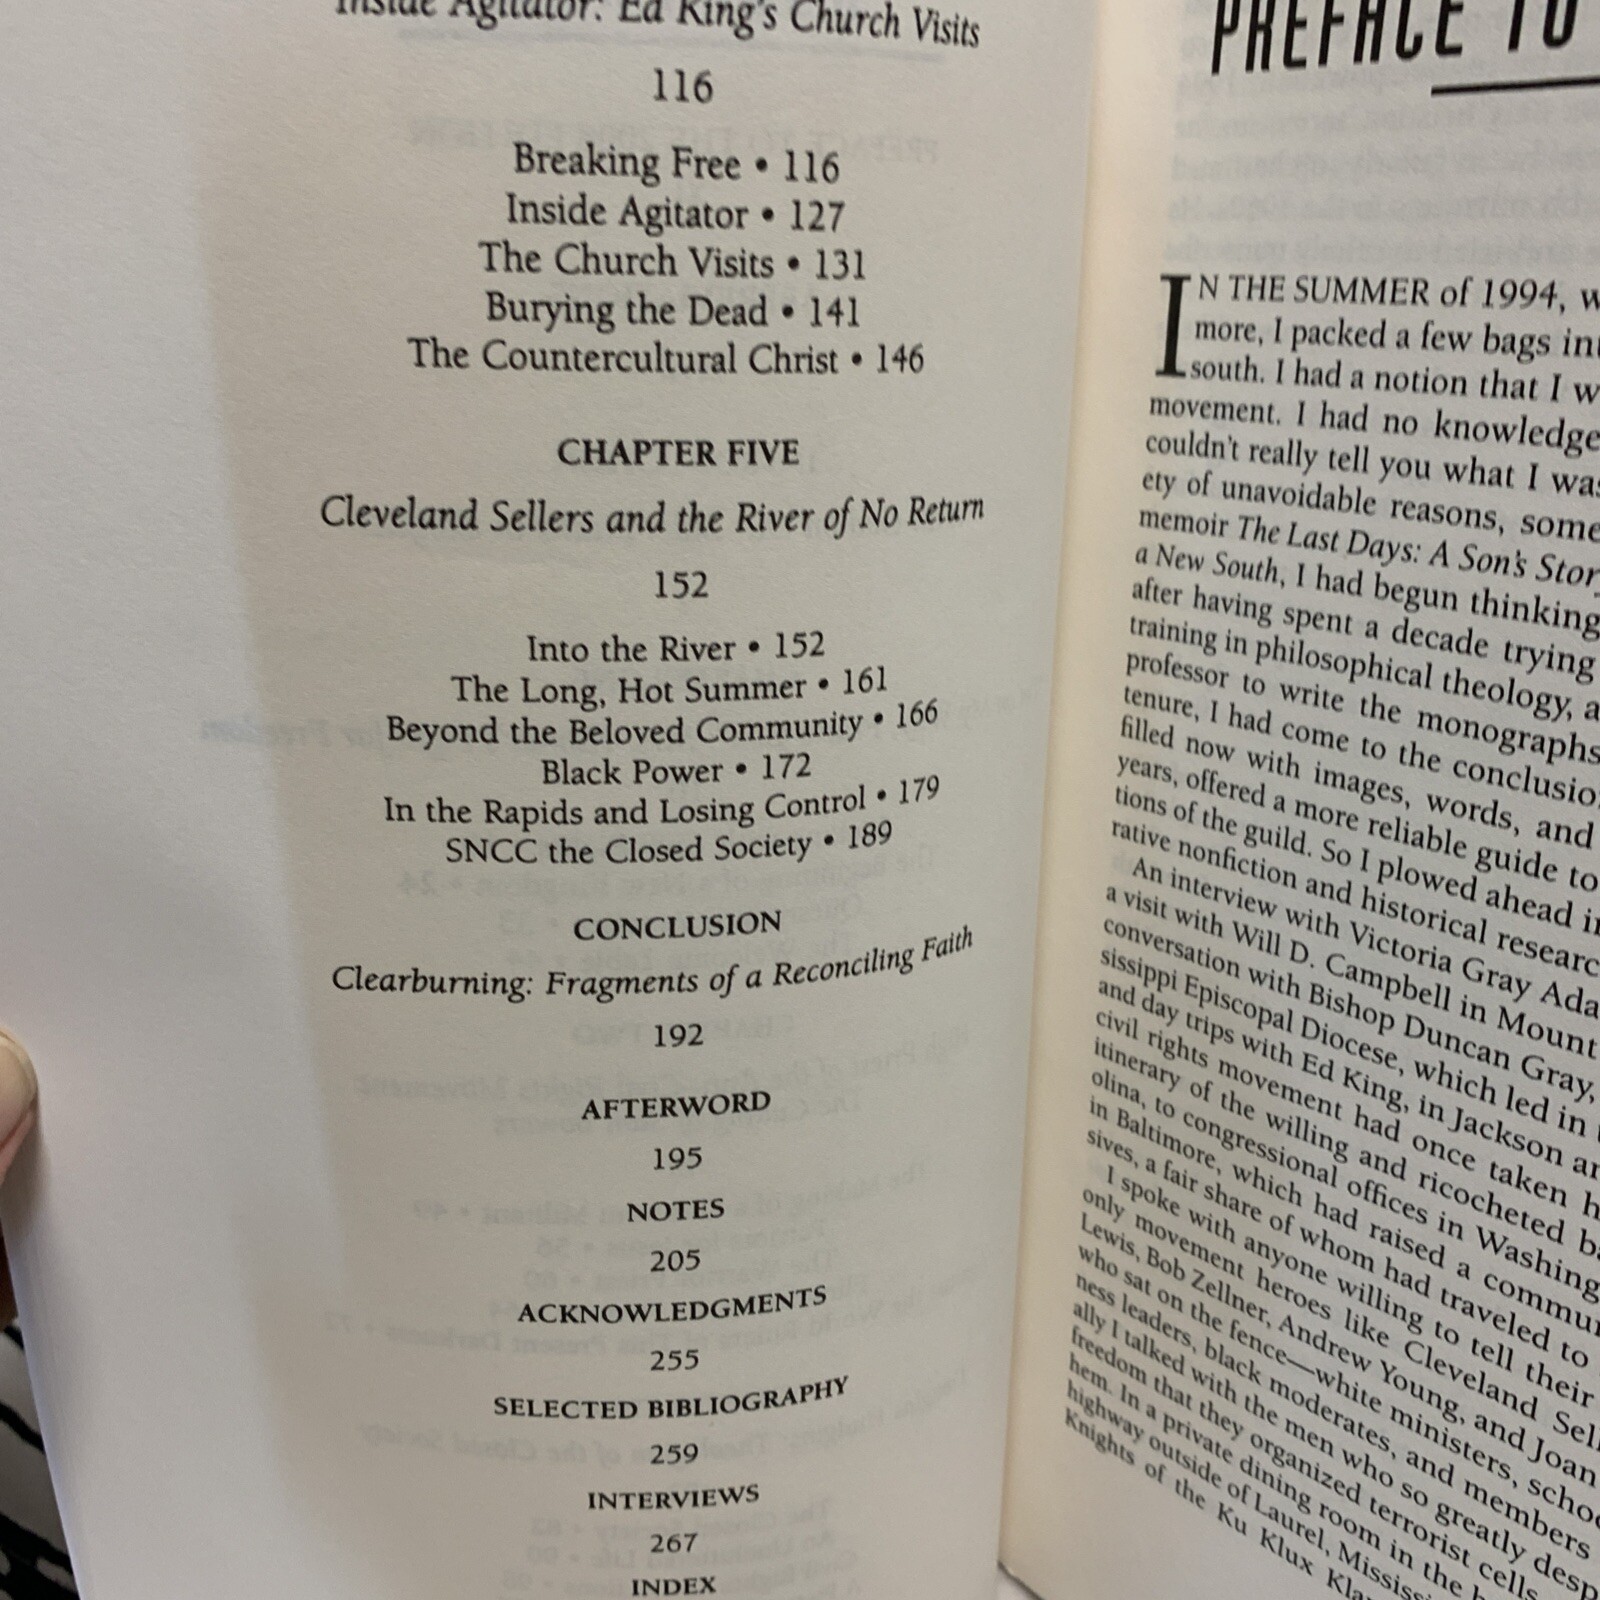 Inside Agitator: Ed King's Church Visits
116
Breaking Free • 116
Inside Agitator • 127
The Church Visits • 131
Burying the Dead • 141
The Countercultural Christ • 146
CHAPTER FIVE
Cleveland Sellers and the River of No Return
152
Into the River • 152
The Long, Hot Summer • 161
Beyond the Beloved Community • 166
Black Power • 172
In the Rapids and Losing Control • 179
SNCC the Closed Society • 189
CONCLUSION
Clearburning: Fragments of a Reconciling Faith
192
AFTERWORD
195
NOTES
205
ACKNOWLEDGMENTS
255
SELECTED BIBLIOGRAPHY
259
INTERVIEWS
267
INDEX
PREFACE TO
IN THE SUMMER of 1994, w
more, I packed a few bags int
south. I had a notion that I w
movement. I had no knowledge
couldn't really tell you what I was
ety of unavoidable reasons, some
memoir The Last Days: A Son's Story
a New South, I had begun thinking
after having spent a decade trying
training in philosophical theology, a
professor to write the monographs
tenure, I had come to the conclusion
filled now with images, words, and
years, offered a more reliable guide to
tions of the guild. So I plowed ahead in
rative nonfiction and historical researc
An interview with Victoria Gray Ada
a visit with Will D. Campbell in Mount
conversation with Bishop Duncan Gray,
sissippi Episcopal Diocese, which led in
and day trips with Ed King, in Jackson an
civil rights movement had once taken h
itinerary of the willing and ricocheted ba
olina, to congressional offices in Washing
in Baltimore, which had raised a commun
sives, a fair share of whom had traveled to
I spoke with anyone willing to tell their
only movement heroes like Cleveland Sell
Lewis, Bob Zellner, Andrew Young, and Joan
who sat on the fence—white ministers, schoo
ness leaders, black moderates, and members
ally I talked with the men who so greatly desp
freedom that they organized terrorist cells
hem. In a private dining room in the b
highway outside of Laurel, Mississi
Knights of the Ku Klux Kla